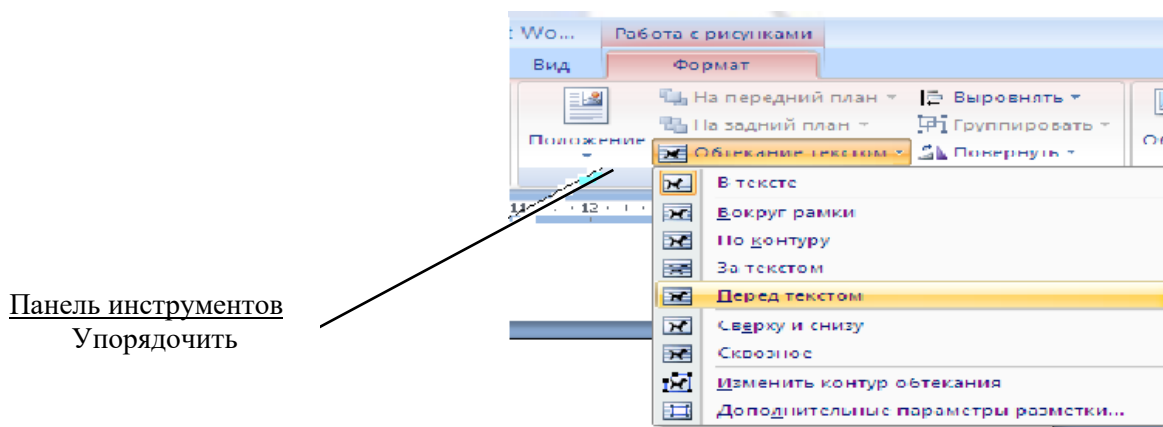 t Wo... Работа с рисунками
Вид Формат
На передний план Выровнять
Положение На задний план Группировать
Обтекание текстом Повернуть
В тексте
11 12
Вокруг рамки
По контуру
За текстом
Панель инструментов
Перед текстом
Упорядочить
Сверху и снизу
Сквозное
Изменить контур обтекания
Дополнительные параметры разметки...